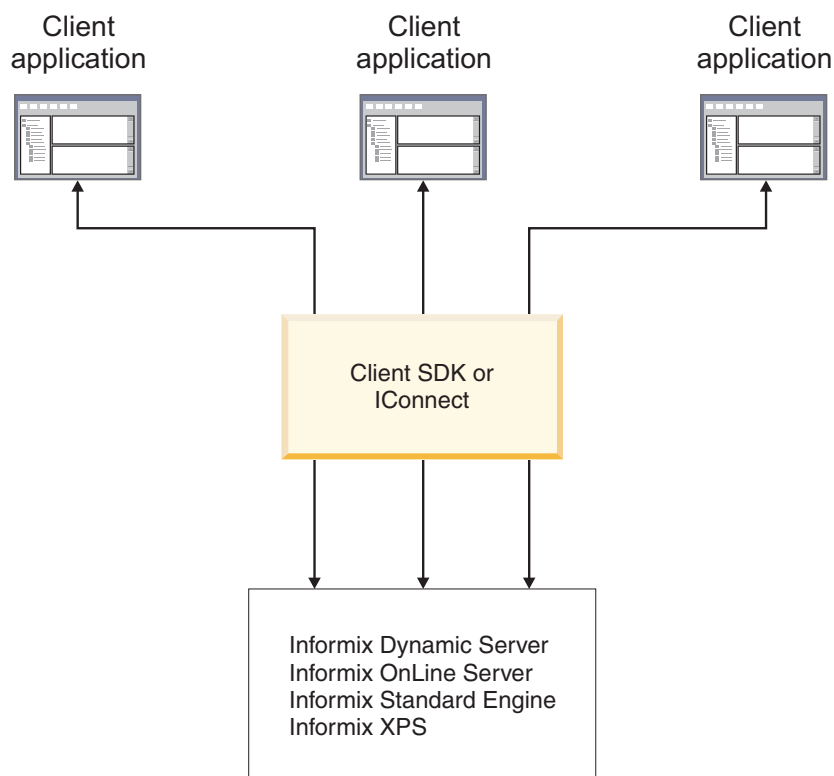 Client
application
Client
application
Client
application
Client SDK or
IConnect
Informix Dynamic Server
Informix OnLine Server
Informix Standard Engine
Informix XPS